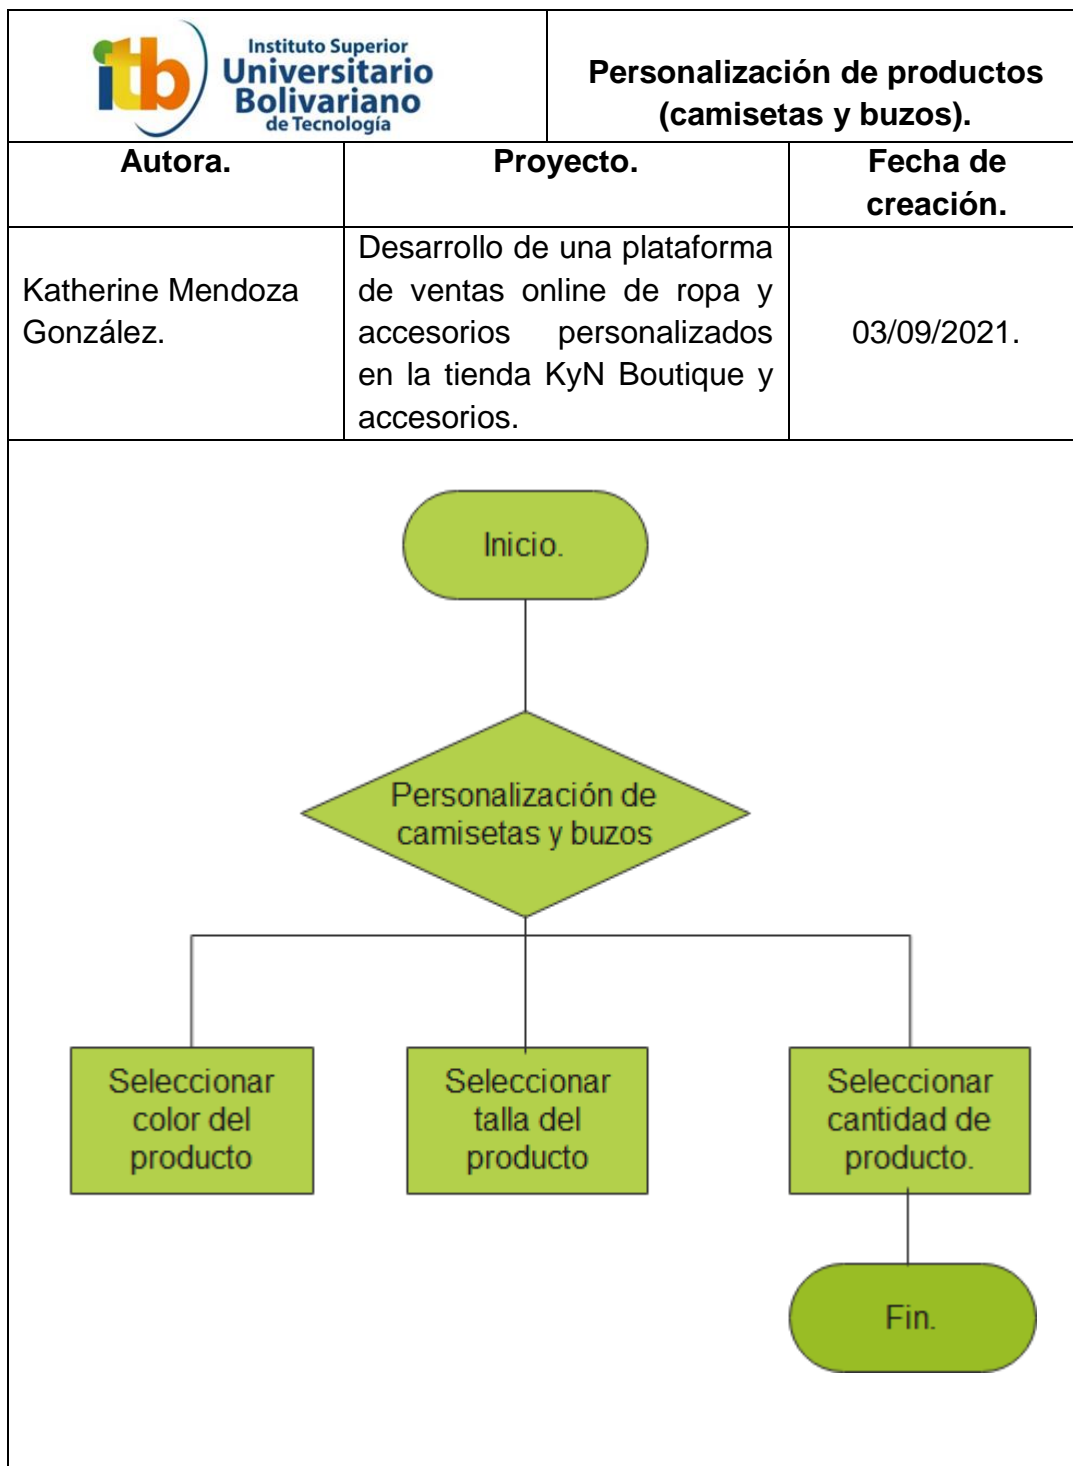 itb
Instituto Superior
Universitario
Bolivariano
de Tecnología
Personalización de productos
(camisetas y buzos).
Autora.
Proyecto.
Fecha de
creación.
Katherine Mendoza
González.
Desarrollo de una plataforma
de ventas online de ropa y
accesorios personalizados
en la tienda KyN Boutique y
accesorios.
03/09/2021.
Inicio.
Personalización de
camisetas y buzos
Seleccionar
color del
producto
Seleccionar
talla del
producto
Seleccionar
cantidad de
producto.
Fin.